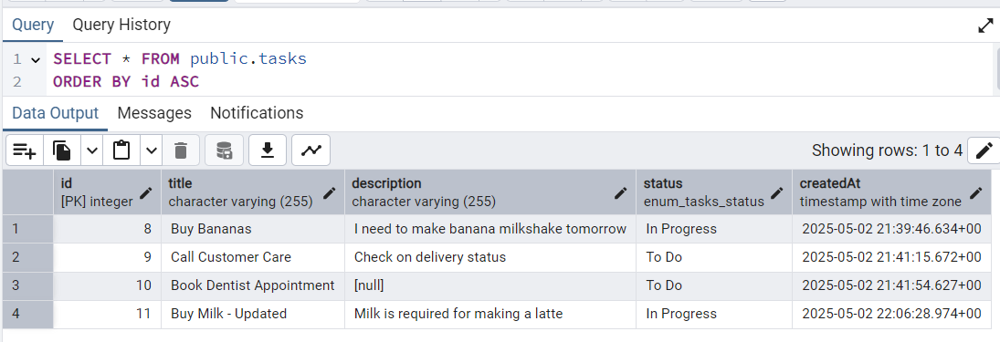 Query Query History
1 SELECT * FROM public.tasks
2 ORDER BY id ASC
Data Output Messages Notifications
Showing rows: 1 to 4
id title description status createdAt
[PK] integer character varying (255) character varying (255) enum_tasks_status timestamp with time zone
1 8 Buy Bananas I need to make banana milkshake tomorrow In Progress 2025-05-02 21:39:46.634+00
2 9 Call Customer Care Check on delivery status To Do 2025-05-02 21:41:15.672+00
3 10 Book Dentist Appointment [null] To Do 2025-05-02 21:41:54.627+00
4 11 Buy Milk - Updated Milk is required for making a latte In Progress 2025-05-02 22:06:28.974+00